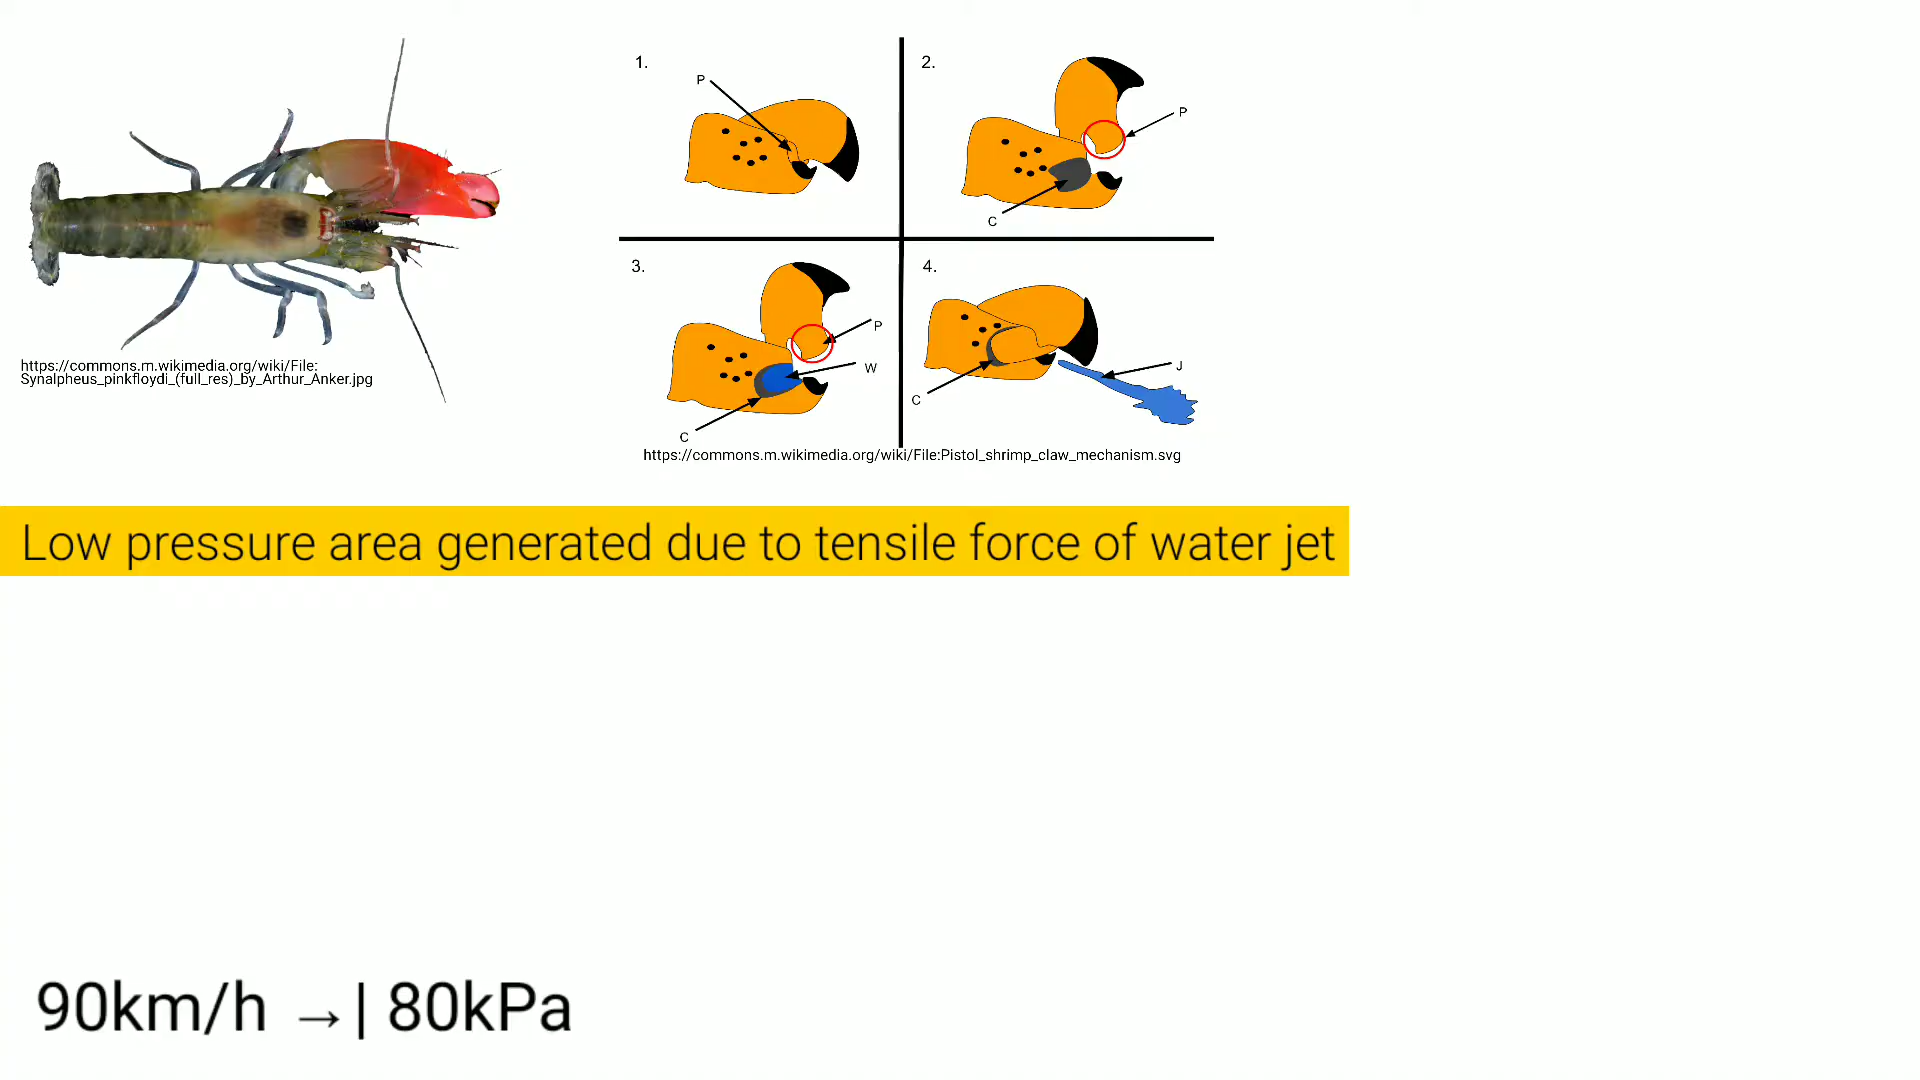 1.
P
2.
P
C
3.
P
W
C
4.
J
C
https://commons.m.wikimedia.org/wiki/File:
Synalpheus_pinkfloydi_(full_res)_by_Arthur_Anker.jpg
https://commons.m.wikimedia.org/wiki/File:Pistol_shrimp_claw_mechanism.svg
Low pressure area generated due to tensile force of water jet
90km/h →| 80kPa